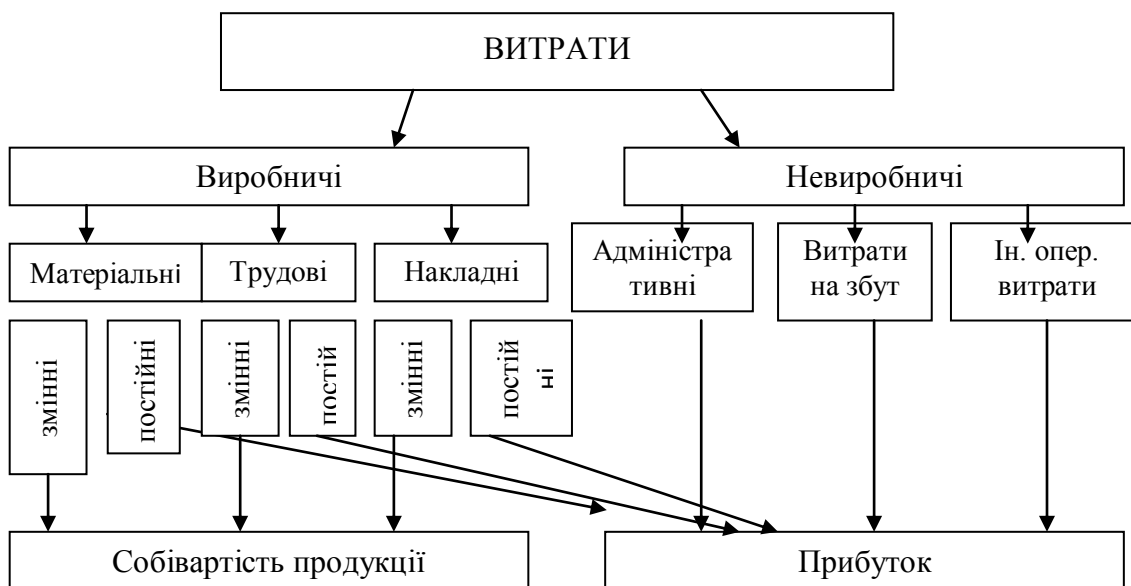 ВИТРАТИ
Виробничі
Невиробничі
Матеріальні
Трудові
Накладні
Адміністра
тивні
Витрати
на збут
Ін. опер.
витрати
змінні
постійні
змінні
постій
змінні
постій
ні
Собівартість продукції
Прибуток